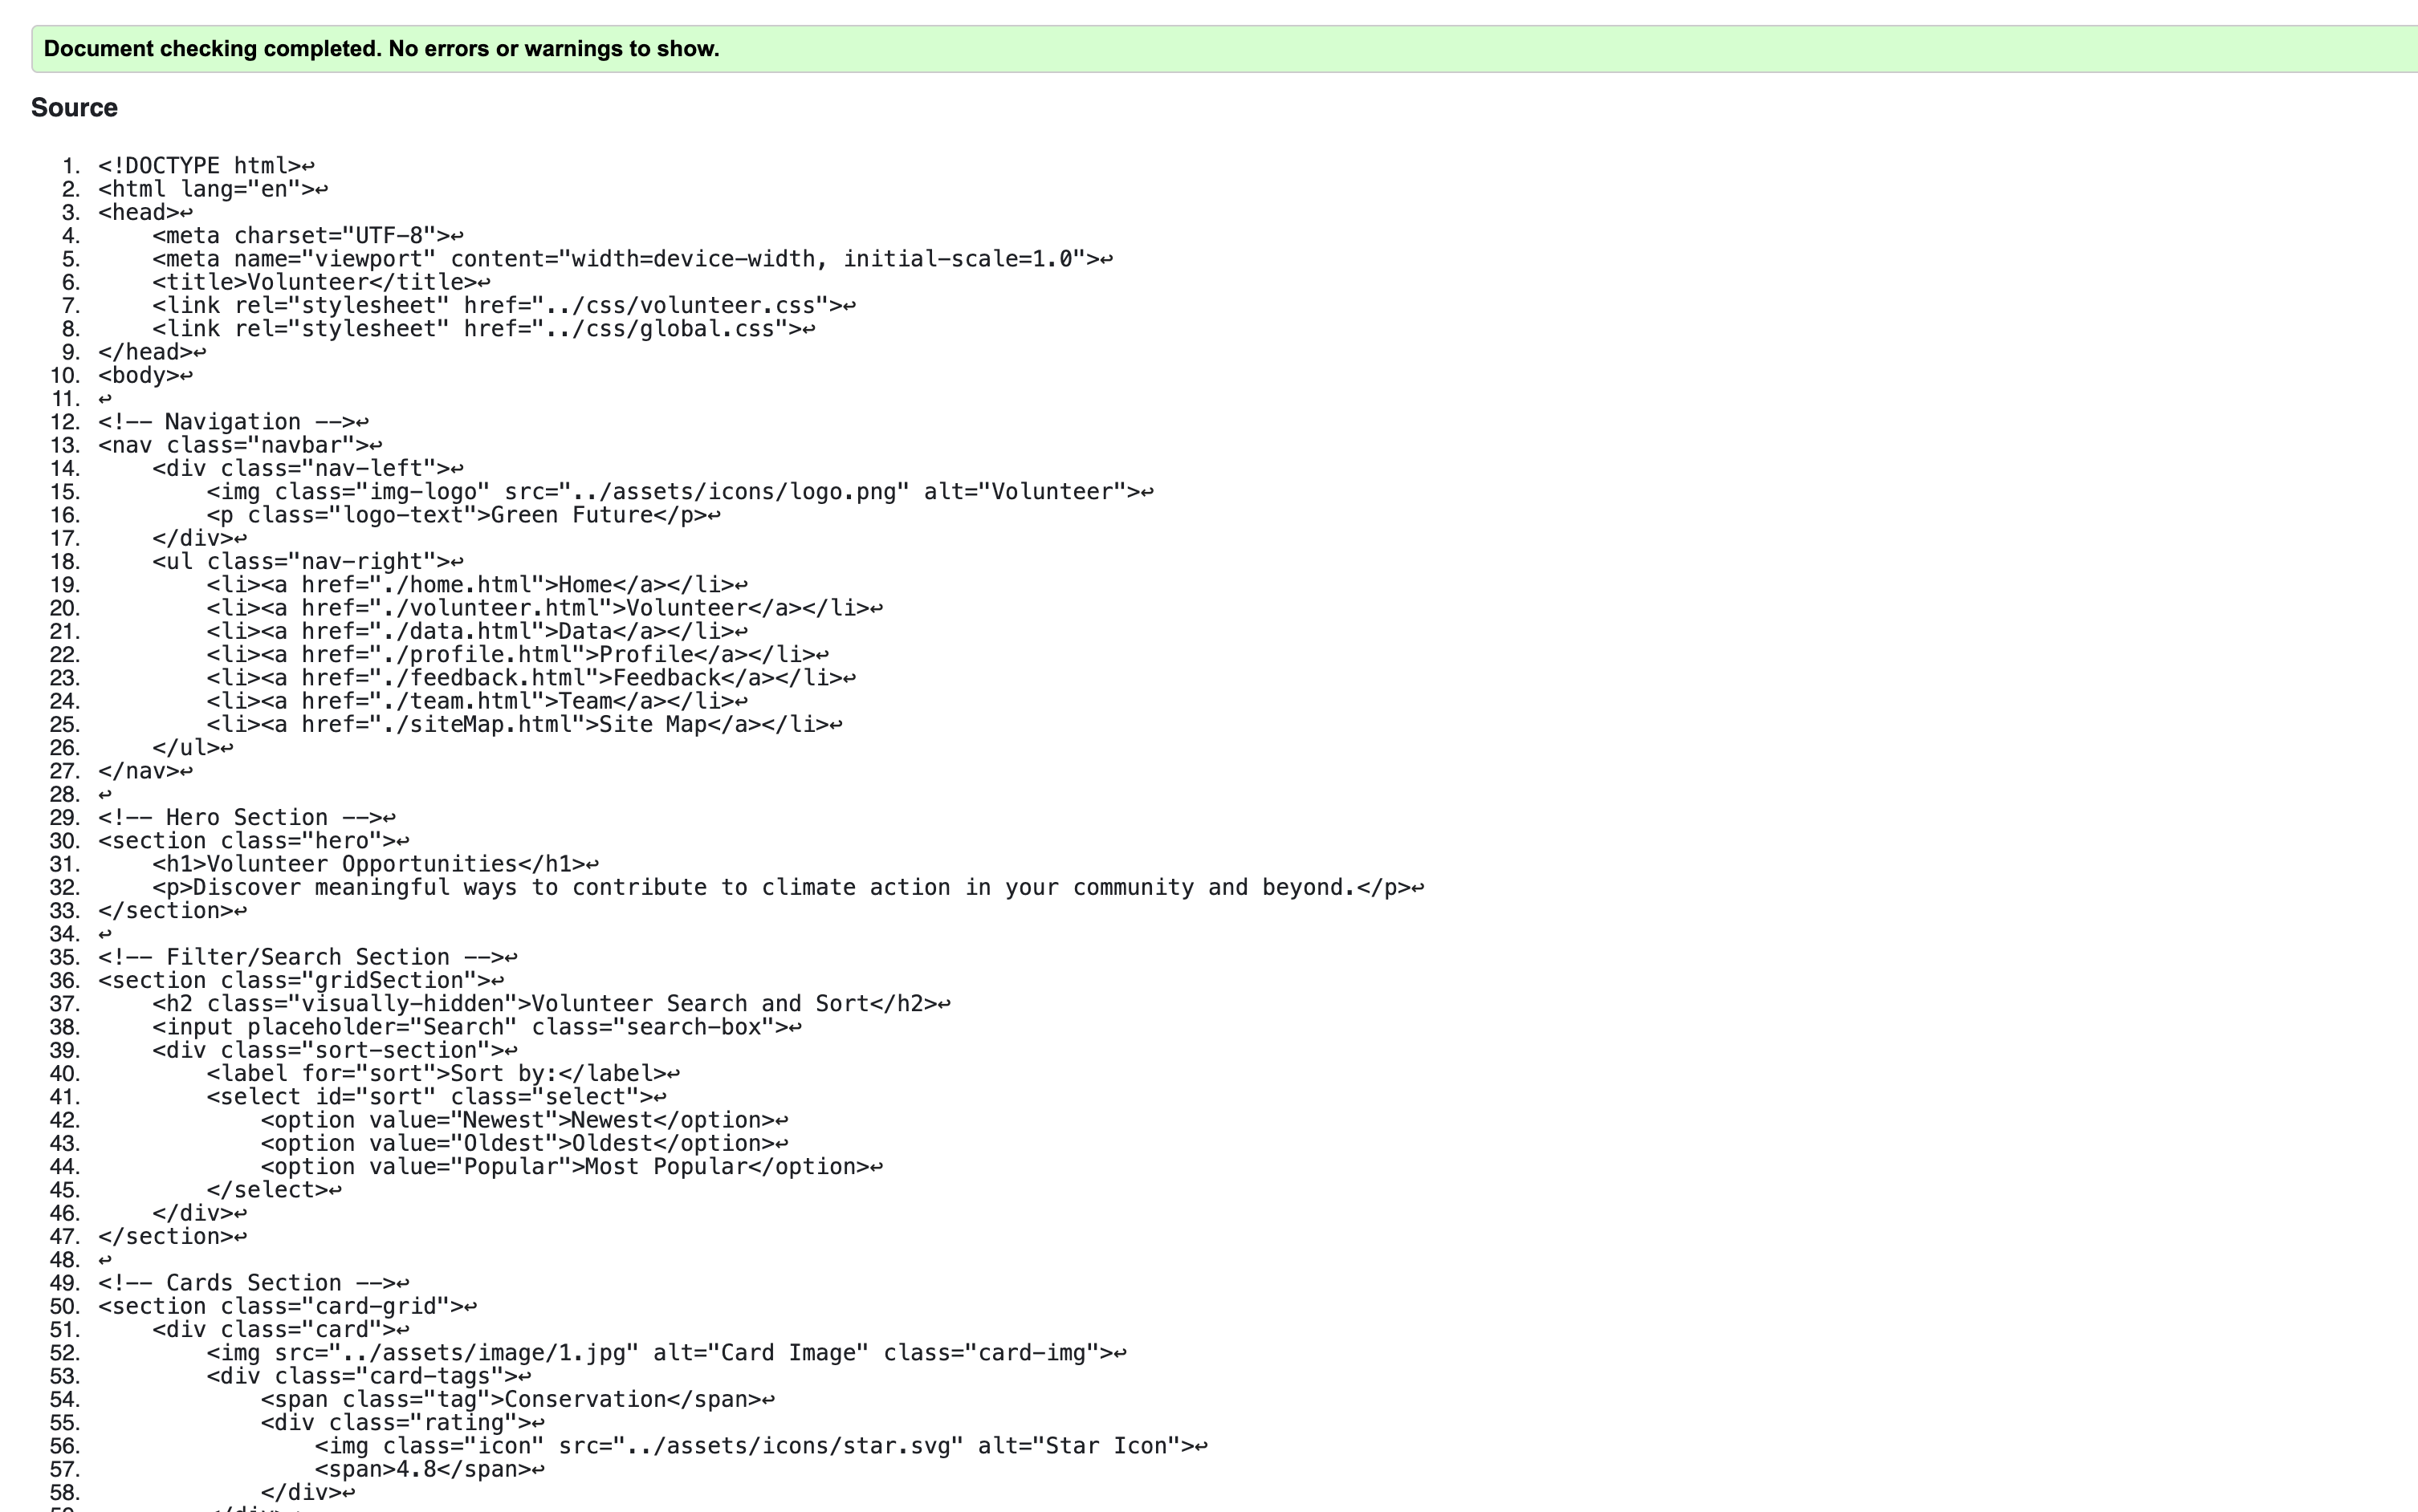 Document checking completed. No errors or warnings to show.
Source
1. <!DOCTYPE html>↩
2. <html lang="en">↩
3. <head>↩
4.     <meta charset="UTF-8">↩
5.     <meta name="viewport" content="width=device-width, initial-scale=1.0">↩
6.     <title>Volunteer</title>↩
7.     <link rel="stylesheet" href="../css/volunteer.css">↩
8.     <link rel="stylesheet" href="../css/global.css">↩
9. </head>↩
10. <body>↩
11. ↩
12. <!-- Navigation -->↩
13. <nav class="navbar">↩
14.     <div class="nav-left">↩
15.         <img class="img-logo" src="../assets/icons/logo.png" alt="Volunteer">↩
16.         <p class="logo-text">Green Future</p>↩
17.     </div>↩
18.     <ul class="nav-right">↩
19.         <li><a href="./home.html">Home</a></li>↩
20.         <li><a href="./volunteer.html">Volunteer</a></li>↩
21.         <li><a href="./data.html">Data</a></li>↩
22.         <li><a href="./profile.html">Profile</a></li>↩
23.         <li><a href="./feedback.html">Feedback</a></li>↩
24.         <li><a href="./team.html">Team</a></li>↩
25.         <li><a href="./siteMap.html">Site Map</a></li>↩
26.     </ul>↩
27. </nav>↩
28. ↩
29. <!-- Hero Section -->↩
30. <section class="hero">↩
31.     <h1>Volunteer Opportunities</h1>↩
32.     <p>Discover meaningful ways to contribute to climate action in your community and beyond.</p>↩
33. </section>↩
34. ↩
35. <!-- Filter/Search Section -->↩
36. <section class="gridSection">↩
37.     <h2 class="visually-hidden">Volunteer Search and Sort</h2>↩
38.     <input placeholder="Search" class="search-box">↩
39.     <div class="sort-section">↩
40.         <label for="sort">Sort by:</label>↩
41.         <select id="sort" class="select">↩
42.             <option value="Newest">Newest</option>↩
43.             <option value="Oldest">Oldest</option>↩
44.             <option value="Popular">Most Popular</option>↩
45.         </select>↩
46.     </div>↩
47. </section>↩
48. ↩
49. <!-- Cards Section -->↩
50. <section class="card-grid">↩
51.     <div class="card">↩
52.         <img src="../assets/image/1.jpg" alt="Card Image" class="card-img">↩
53.         <div class="card-tags">↩
54.             <span class="tag">Conservation</span>↩
55.             <div class="rating">↩
56.                 <img class="icon" src="../assets/icons/star.svg" alt="Star Icon">↩
57.                 <span>4.8</span>↩
58.             </div>↩